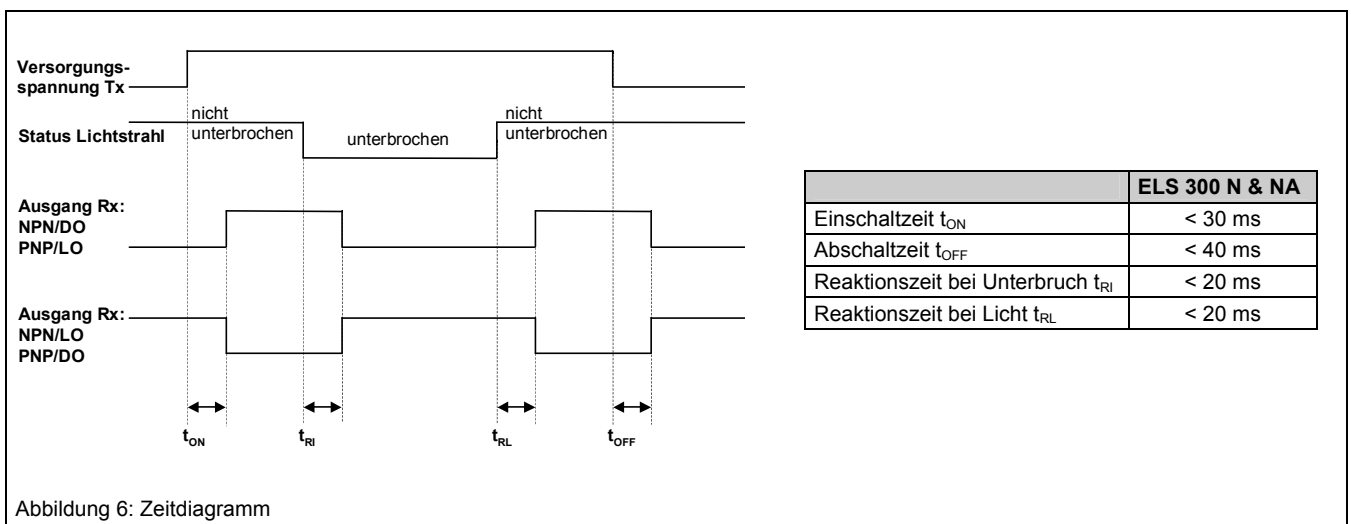 Versorgungs-
spannung Tx
nicht
unterbrochen
nicht
unterbrochen
Status Lichtstrahl
unterbrochen
Ausgang Rx:
NPN/DO
PNP/LO
Ausgang Rx:
NPN/LO
PNP/DO
tON
tRI
tRL
tOFF
ELS 300 N & NA
Einschaltzeit tON < 30 ms
Abschaltzeit tOFF < 40 ms
Reaktionszeit bei Unterbruch tRI < 20 ms
Reaktionszeit bei Licht tRL < 20 ms
Abbildung 6: Zeitdiagramm